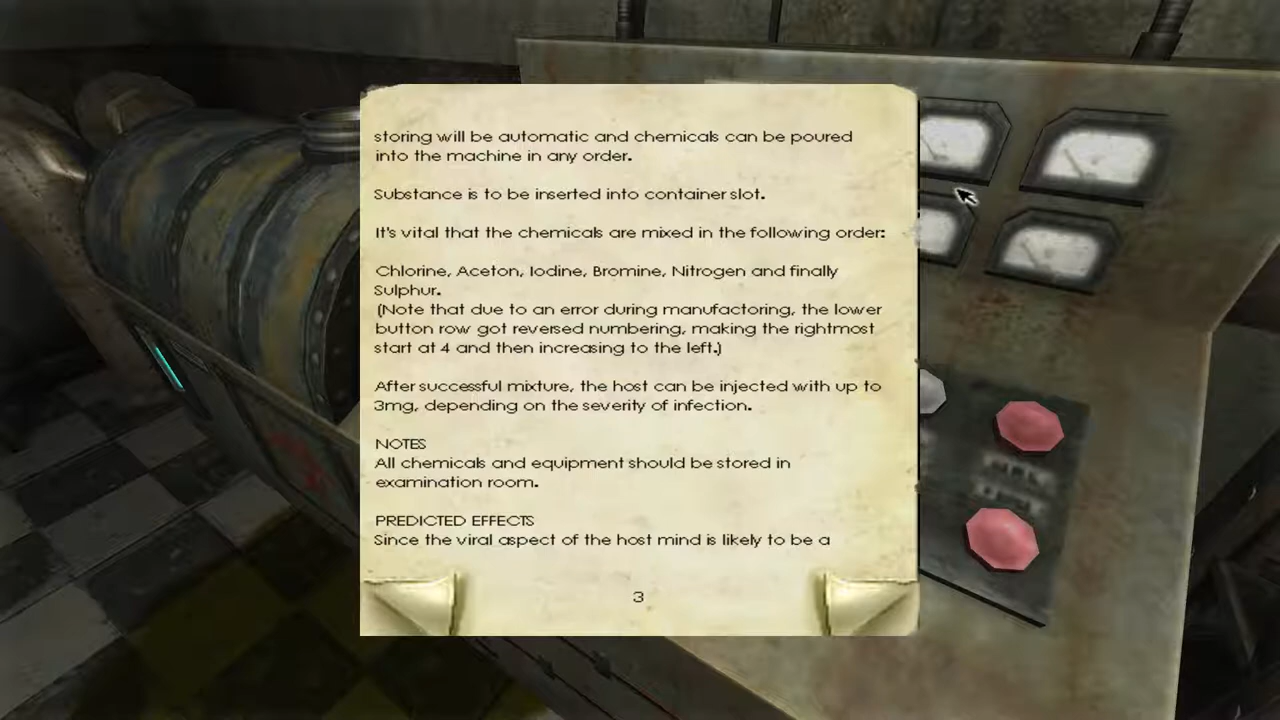 storing will be automatic and chemicals can be poured
into the machine in any order.
Substance is to be inserted into container slot.
It's vital that the chemicals are mixed in the following order:
Chlorine, Aceton, Iodine, Bromine, Nitrogen and finally
Sulphur.
(Note that due to an error during manufactoring, the lower
button row got reversed numbering, making the rightmost
start at 4 and then increasing to the left.)
After successful mixture, the host can be injected with up to
3mg, depending on the severity of infection.
NOTES
All chemicals and equipment should be stored in
examination room.
PREDICTED EFFECTS
Since the viral aspect of the host mind is likely to be a
3